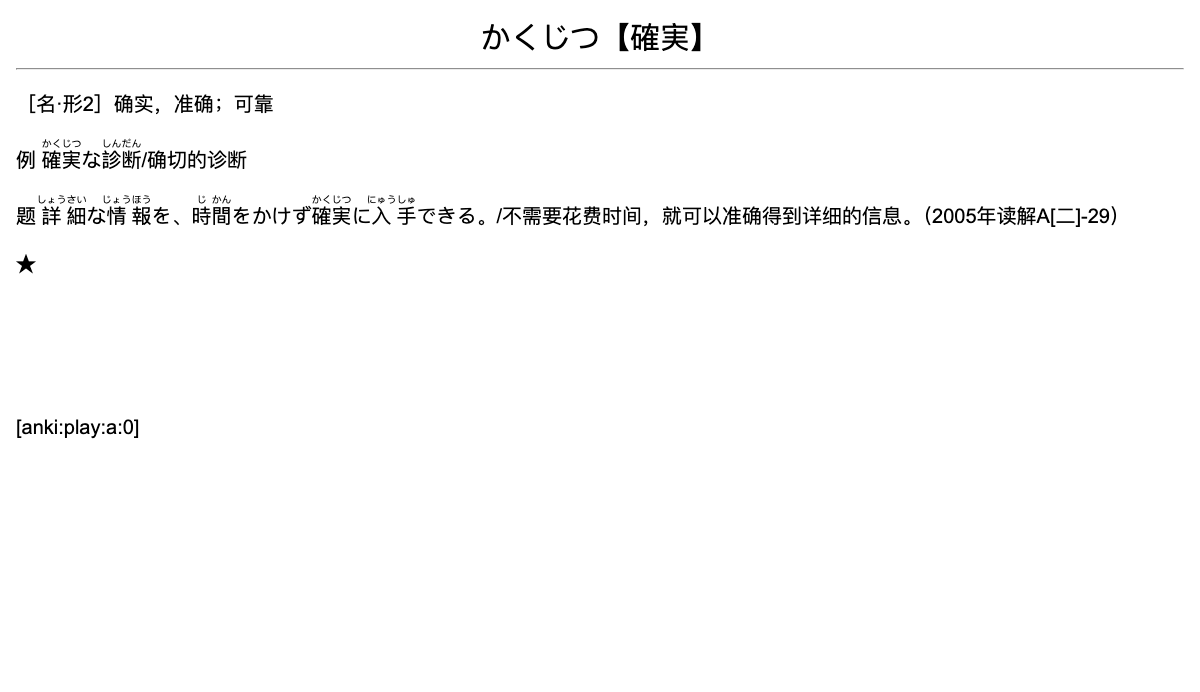 かくじつ【確実】
［名·形2］确实，准确；可靠
かくじつ しんだん
例 確実な診断/确切的诊断
しょうさい じょうほう じ かん かくじつ にゅうしゅ
题 詳細な情報を、時間をかけず確実に入手できる。/不需要花费时间，就可以准确得到详细的信息。（2005年读解A[二]-29）
★
[anki:play:a:0]